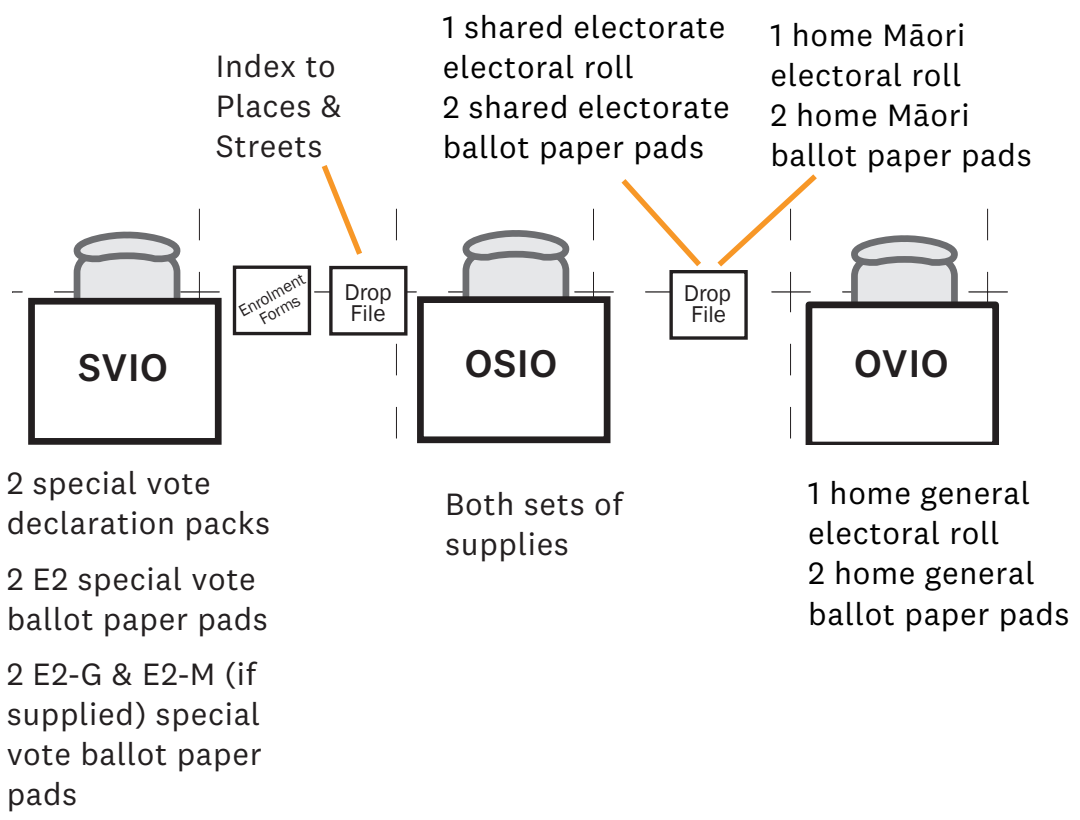 Index to
Places &
Streets
1 shared electorate
electoral roll
2 shared electorate
ballot paper pads
1 home Māori
electoral roll
2 home Māori
ballot paper pads
Enrolment
Forms
Drop
File
Drop
File
SVIO
OSIO
OVIO
2 special vote
declaration packs
2 E2 special vote
ballot paper pads
2 E2-G & E2-M (if
supplied) special
vote ballot paper
pads
Both sets of
supplies
1 home general
electoral roll
2 home general
ballot paper pads